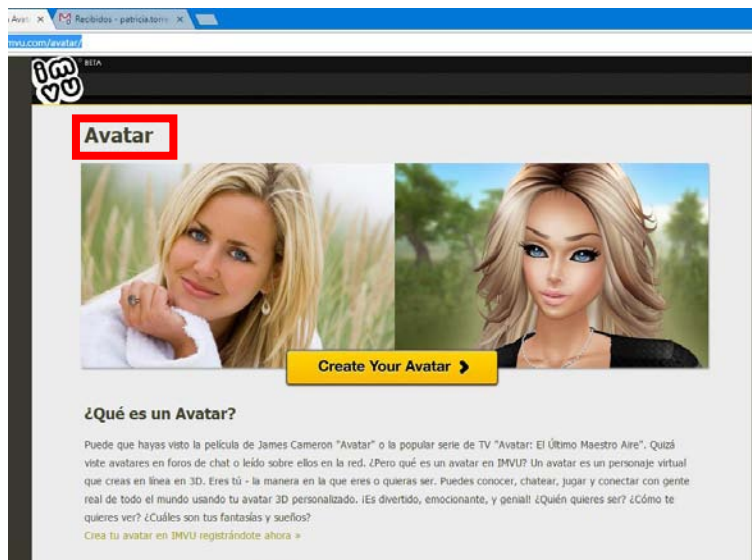 Recibidos - patricia.torre
mvu.com/avatar/
imvu
BETA
Avatar
Create Your Avatar
¿Qué es un Avatar?
Puede que hayas visto la película de James Cameron "Avatar" o la popular serie de TV "Avatar: El Último Maestro Aire". Quizá
viste avatares en foros de chat o leído sobre ellos en la red. ¿Pero qué es un avatar en IMVU? Un avatar es un personaje virtual
que creas en línea en 3D. Eres tú - la manera en la que eres o quieras ser. Puedes conocer, chatear, jugar y conectar con gente
real de todo el mundo usando tu avatar 3D personalizado. ¡Es divertido, emocionante, y genial! ¿Quién quieres ser? ¿Cómo te
quieres ver? ¿Cuáles son tus fantasías y sueños?
Crea tu avatar en IMVU registrándote ahora »